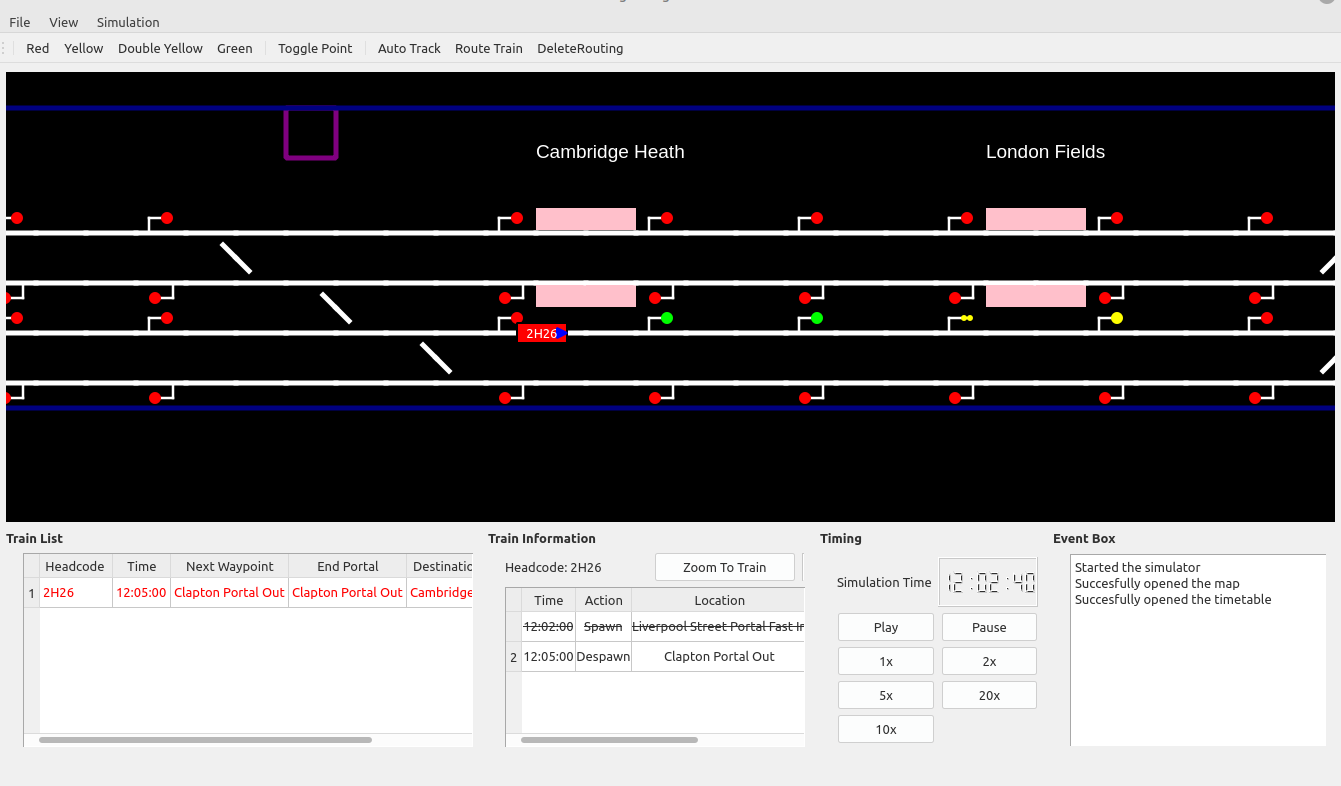 File View Simulation
Red Yellow Double Yellow Green Toggle Point Auto Track Route Train DeleteRouting
Cambridge Heath London Fields
2H26
Train List
Headcode Time Next Waypoint End Portal
1 2H26 12:05:00 Clapton Portal Out Clapton Portal Out Cambridge
Train Information
Headcode: 2H26 Zoom To Train
Time Action Location
12:02:00 Spawn Liverpool Street Portal Fast
2 12:05:00 Despawn Clapton Portal Out
Timing
Simulation Time 12:02:40
Play Pause
1x 2x
5x 20x
10x
Event Box
Started the simulator
Succesfully opened the map
Succesfully opened the timetable